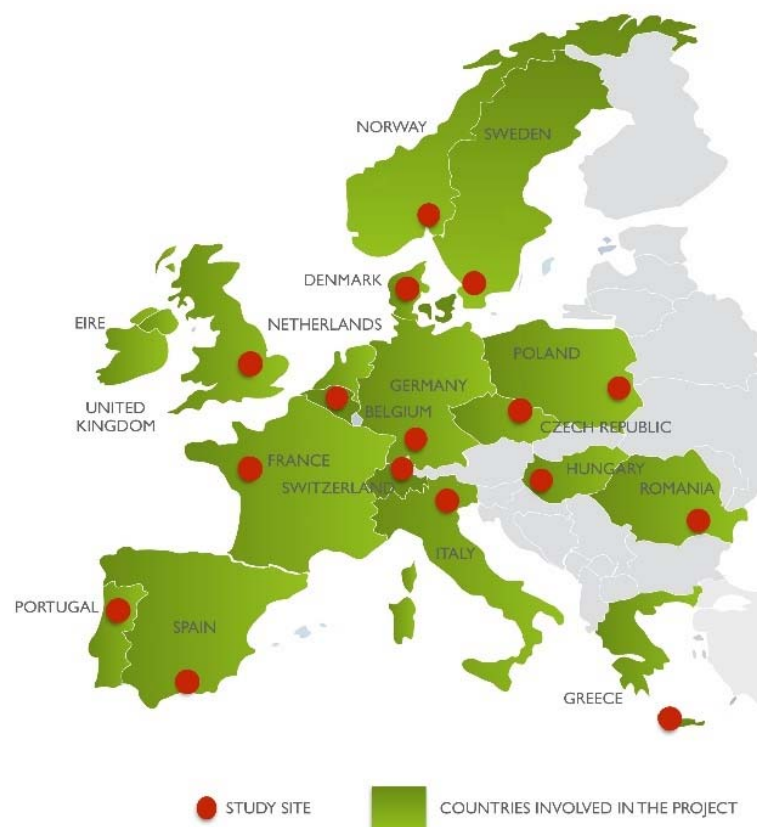 NORWAY
SWEDEN
DENMARK
NETHERLANDS
EIRE
POLAND
GERMANY
UNITED
KINGDOM
BELGIUM
CZECH REPUBLIC
FRANCE
HUNGARY
SWITZERLAND
ROMANIA
ITALY
PORTUGAL
SPAIN
GREECE
STUDY SITE
COUNTRIES INVOLVED IN THE PROJECT